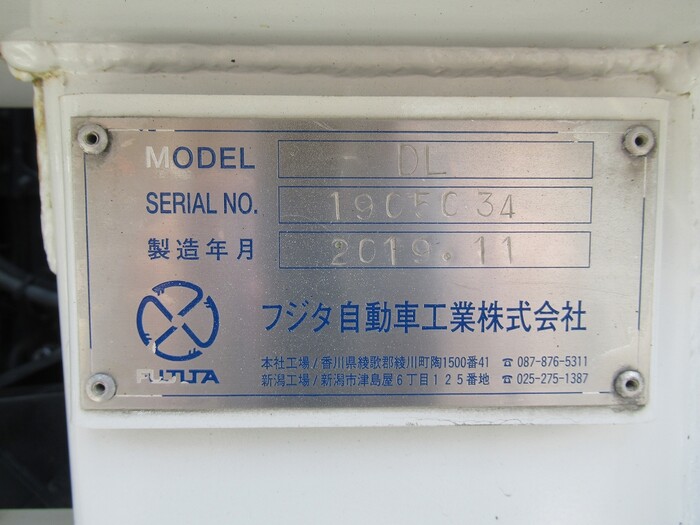 MODEL DL
SERIAL NO. 1905034
製造年月 2019.11
フジタ自動車工業株式会社
FUJITA
本社工場/香川県綾歌郡綾川町陶1500番41 ☎087-876-5311
新潟工場/新潟市津島屋6丁目125番地 ☎025-275-1387